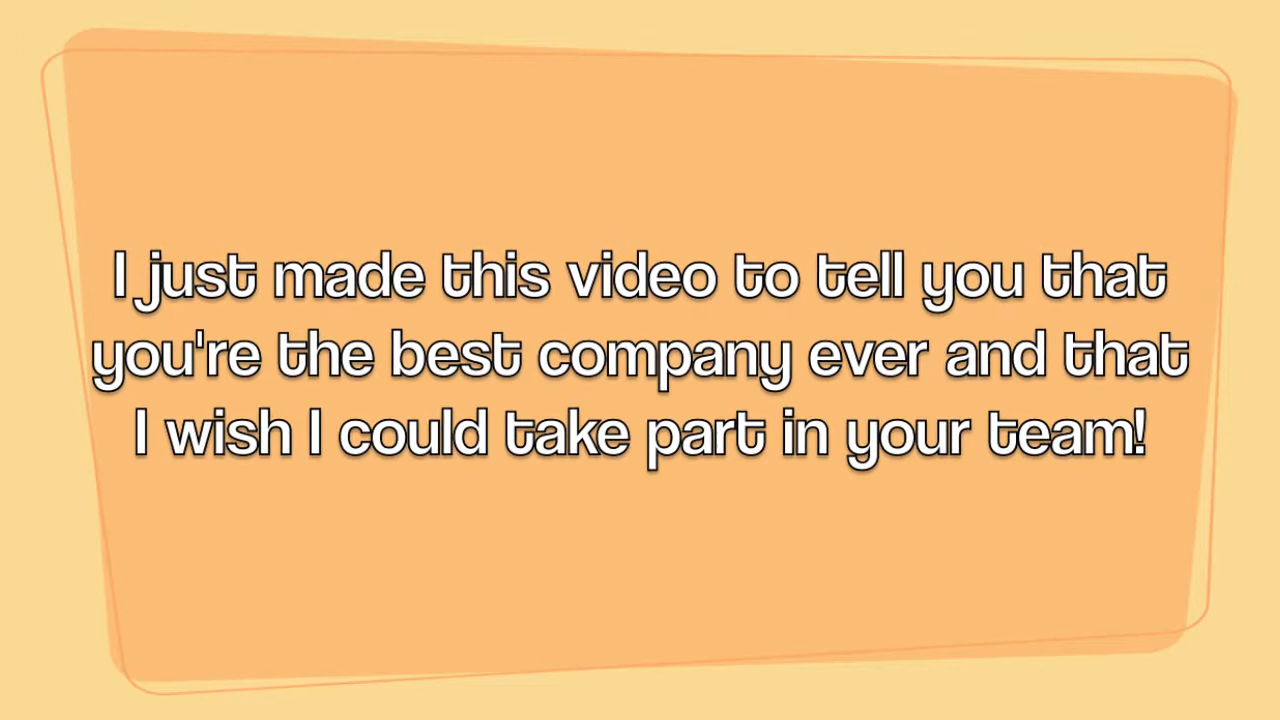 I just made this video to tell you that
you're the best company ever and that
I wish I could take part in your team!